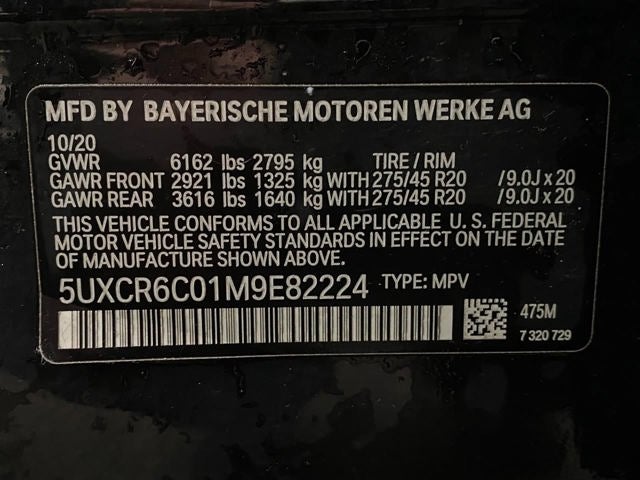 MFD BY BAYERISCHE MOTOREN WERKE AG
10/20
GVWR 6162 lbs 2795 kg TIRE / RIM
GAWR FRONT 2921 lbs 1325 kg WITH 275/45 R20 /9.0J x 20
GAWR REAR 3616 lbs 1640 kg WITH 275/45 R20 /9.0J x 20
THIS VEHICLE CONFORMS TO ALL APPLICABLE U. S. FEDERAL
MOTOR VEHICLE SAFETY STANDARDS IN EFFECT ON THE DATE
OF MANUFACTURE SHOWN ABOVE.
5UXCR6C01M9E82224 TYPE: MPV
475M
7 320 729